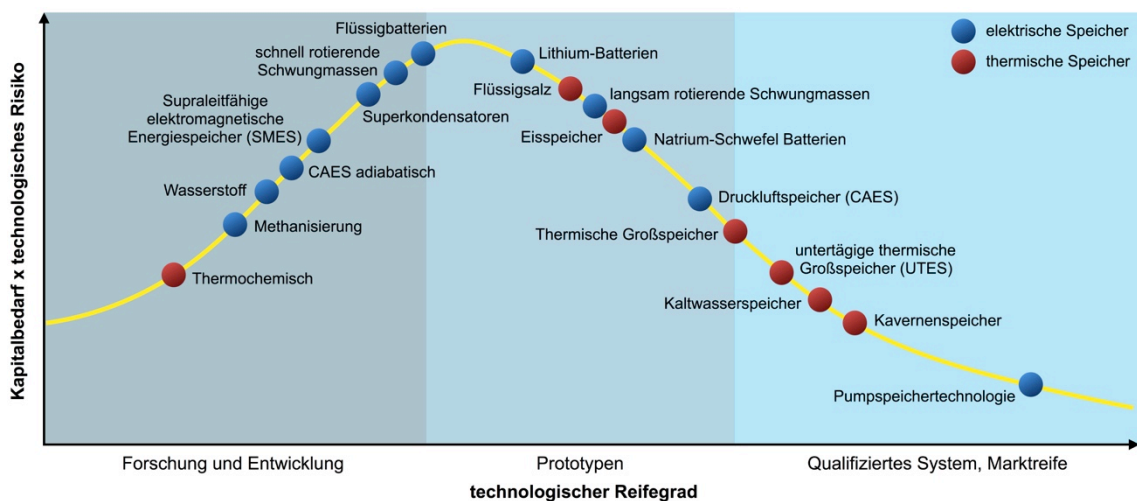 Kapitalbedarf x technologisches Risiko
Flüssigbatterien
schnell rotierende
Schwungmassen
Supraleitfähige
elektromagnetische
Energiespeicher (SMES)
Superkondensatoren
Wasserstoff
CAES adiabatisch
Methanisierung
Thermochemisch
Lithium-Batterien
Flüssigsalz
langsam rotierende Schwungmassen
Eisspeicher
Natrium-Schwefel Batterien
Druckluftspeicher (CAES)
Thermische Großspeicher
untertägige thermische
Großspeicher (UTES)
Kaltwasserspeicher
Kavernenspeicher
Pumpspeichertechnologie
elektrische Speicher
thermische Speicher
Forschung und Entwicklung
Prototypen
Qualifiziertes System, Marktreife
technologischer Reifegrad